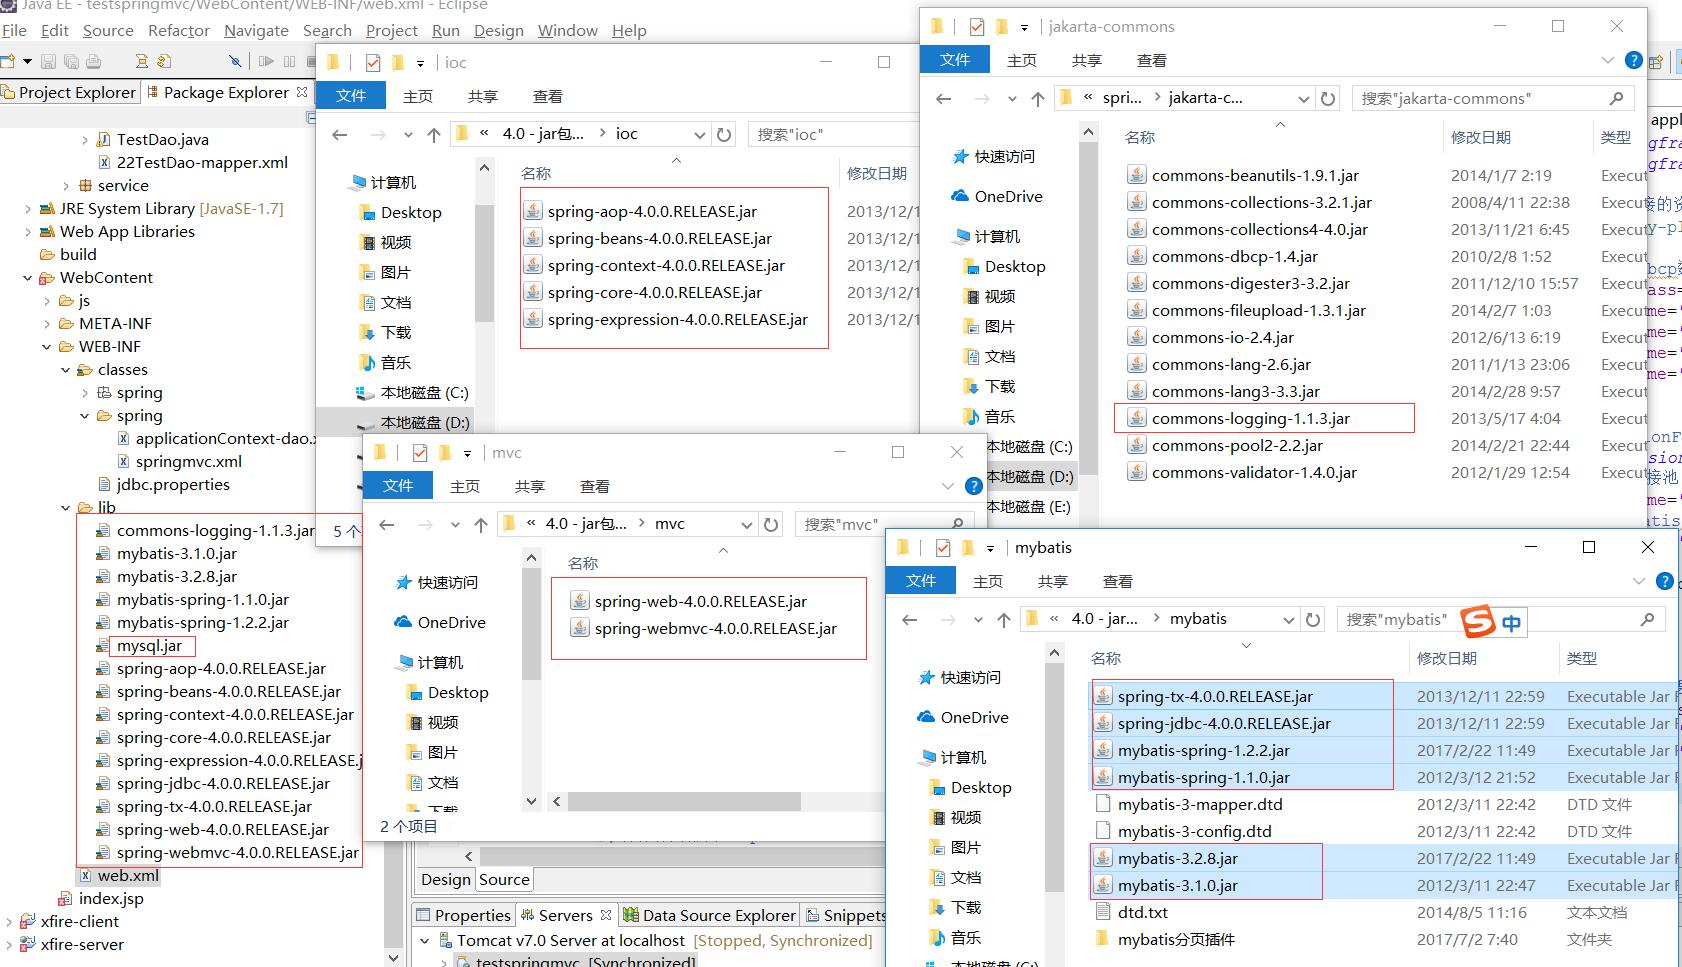 Java EE - testspringmvc/WebContent/WEB-INF/web.xml - Eclipse
File Edit Source Refactor Navigate Search Project Run Design Window Help
Project Explorer
Package Explorer
TestDao.java
22TestDao-mapper.xml
service
JRE System Library [JavaSE-1.7]
Web App Libraries
build
WebContent
js
META-INF
WEB-INF
classes
spring
spring
applicationContext-dao.x
springmvc.xml
jdbc.properties
lib
commons-logging-1.1.3.jar
mybatis-3.1.0.jar
mybatis-3.2.8.jar
mybatis-spring-1.1.0.jar
mybatis-spring-1.2.2.jar
mysql.jar
spring-aop-4.0.0.RELEASE.jar
spring-beans-4.0.0.RELEASE.jar
spring-context-4.0.0.RELEASE.jar
spring-core-4.0.0.RELEASE.jar
spring-expression-4.0.0.RELEASE.j
spring-jdbc-4.0.0.RELEASE.jar
spring-tx-4.0.0.RELEASE.jar
spring-web-4.0.0.RELEASE.jar
spring-webmvc-4.0.0.RELEASE.jar
web.xml
index.jsp
xfire-client
xfire-server
ioc
文件 主页 共享 查看
« 4.0 - jar包... › ioc
搜索"ioc"
名称 修改日期
计算机
Desktop
视频
图片
文档
下载
音乐
本地磁盘 (C:)
本地磁盘 (D:)
spring-aop-4.0.0.RELEASE.jar 2013/12/1
spring-beans-4.0.0.RELEASE.jar 2013/12/1
spring-context-4.0.0.RELEASE.jar 2013/12/1
spring-core-4.0.0.RELEASE.jar 2013/12/1
spring-expression-4.0.0.RELEASE.jar 2013/12/1
5 个
jakarta-commons
文件 主页 共享 查看
« spri... › jakarta-c...
搜索"jakarta-commons"
名称 修改日期 类型
快速访问
OneDrive
计算机
Desktop
视频
图片
文档
下载
音乐
本地磁盘 (C:)
本地磁盘 (D:)
本地磁盘 (E:)
commons-beanutils-1.9.1.jar 2014/1/7 2:19 Execut
commons-collections-3.2.1.jar 2008/4/11 22:38 Execut
commons-collections4-4.0.jar 2013/11/21 6:45 Execut
commons-dbcp-1.4.jar 2010/2/8 1:52 Execut
commons-digester3-3.2.jar 2011/12/10 15:57 Execut
commons-fileupload-1.3.1.jar 2014/2/7 1:03 Execut
commons-io-2.4.jar 2012/6/13 6:19 Execut
commons-lang-2.6.jar 2011/1/13 23:06 Execut
commons-lang3-3.3.jar 2014/2/28 9:57 Execut
commons-logging-1.1.3.jar 2013/5/17 4:04 Execut
commons-pool2-2.2.jar 2014/2/21 22:44 Execut
commons-validator-1.4.0.jar 2012/1/29 12:54 Execut
mvc
文件 主页 共享 查看
« 4.0 - jar包... › mvc
搜索"mvc"
名称
快速访问
OneDrive
计算机
Desktop
视频
图片
文档
下载
spring-web-4.0.0.RELEASE.jar
spring-webmvc-4.0.0.RELEASE.jar
2 个项目
mybatis
文件 主页 共享 查看
« 4.0 - jar... › mybatis
搜索"mybatis"
中
名称 修改日期 类型
快速访问
OneDrive
计算机
Desktop
视频
图片
文档
下载
音乐
本地磁盘 (C:)
spring-tx-4.0.0.RELEASE.jar 2013/12/11 22:59 Executable Jar F
spring-jdbc-4.0.0.RELEASE.jar 2013/12/11 22:59 Executable Jar F
mybatis-spring-1.2.2.jar 2017/2/22 11:49 Executable Jar F
mybatis-spring-1.1.0.jar 2012/3/12 21:52 Executable Jar F
mybatis-3-mapper.dtd 2012/3/11 22:42 DTD 文件
mybatis-3-config.dtd 2012/3/11 22:42 DTD 文件
mybatis-3.2.8.jar 2017/2/22 11:49 Executable Jar F
mybatis-3.1.0.jar 2012/3/11 22:47 Executable Jar F
dtd.txt 2014/8/5 11:16 文本文档
mybatis分页插件 2017/7/2 7:40 文件夹
Design Source
Properties Servers Data Source Explorer Snippets
Tomcat v7.0 Server at localhost [Stopped, Synchronized]
testspringmvc [Synchronized]